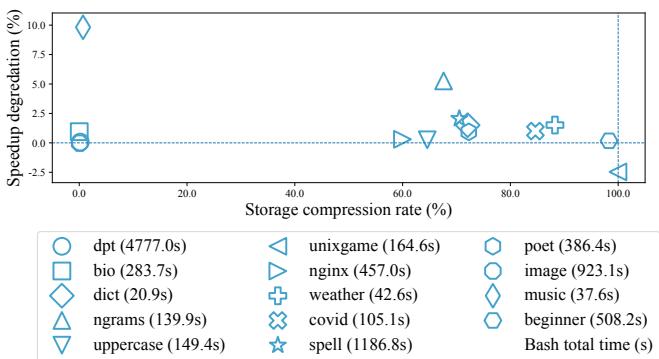 Speedup degredation (%)
10.0
7.5
5.0
2.5
0.0
-2.5
0.0 20.0 40.0 60.0 80.0 100.0
Storage compression rate (%)
dpt (4777.0s) unixgame (164.6s) poet (386.4s)
bio (283.7s) nginx (457.0s) image (923.1s)
dict (20.9s) weather (42.6s) music (37.6s)
ngrams (139.9s) covid (105.1s) beginner (508.2s)
uppercase (149.4s) spell (1186.8s) Bash total time (s)